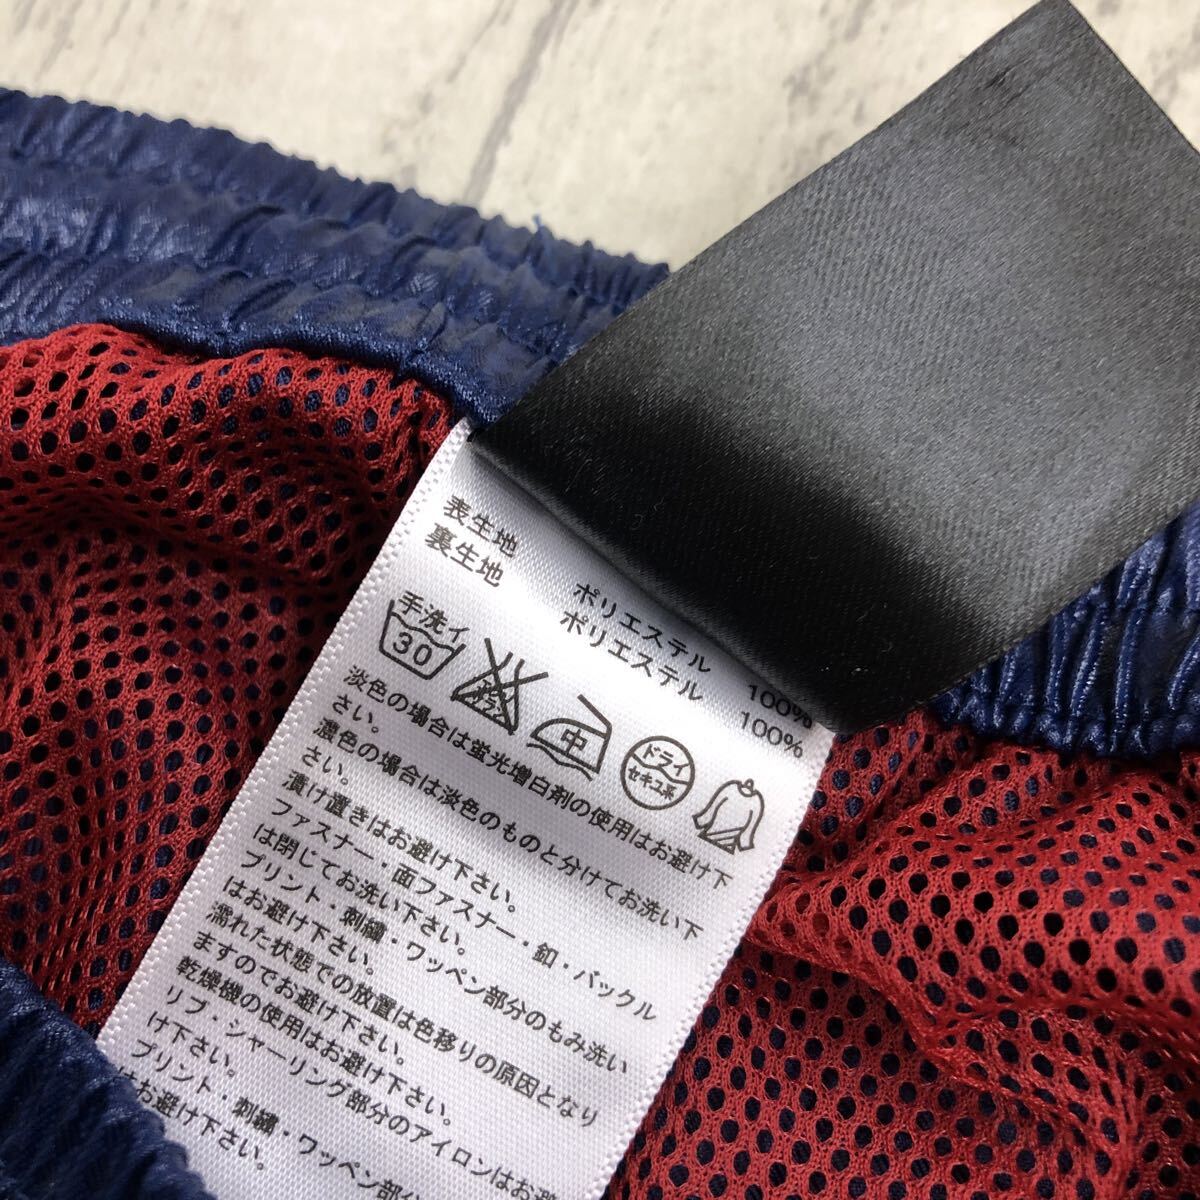 表生地 ポリエステル 100%
裏生地 ポリエステル 100%
手洗イ
30
中
ドライ
セキユ系
淡色の場合は蛍光増白剤の使用はお避け下
さい。
濃色の場合は淡色のものと分けてお洗い下
さい。
漬け置きはお避け下さい。
ファスナー・面ファスナー・釦・バックル
は閉じてお洗い下さい。
プリント・刺繍・ワッペン部分のもみ洗い
はお避け下さい。
濡れた状態での放置は色移りの原因となり
ますのでお避け下さい。
乾燥機の使用はお避け下さい。
リブ・シャーリング部分のアイロンはお避
け下さい。
プリント・刺繍・ワッペン部分
はお避け下さい。